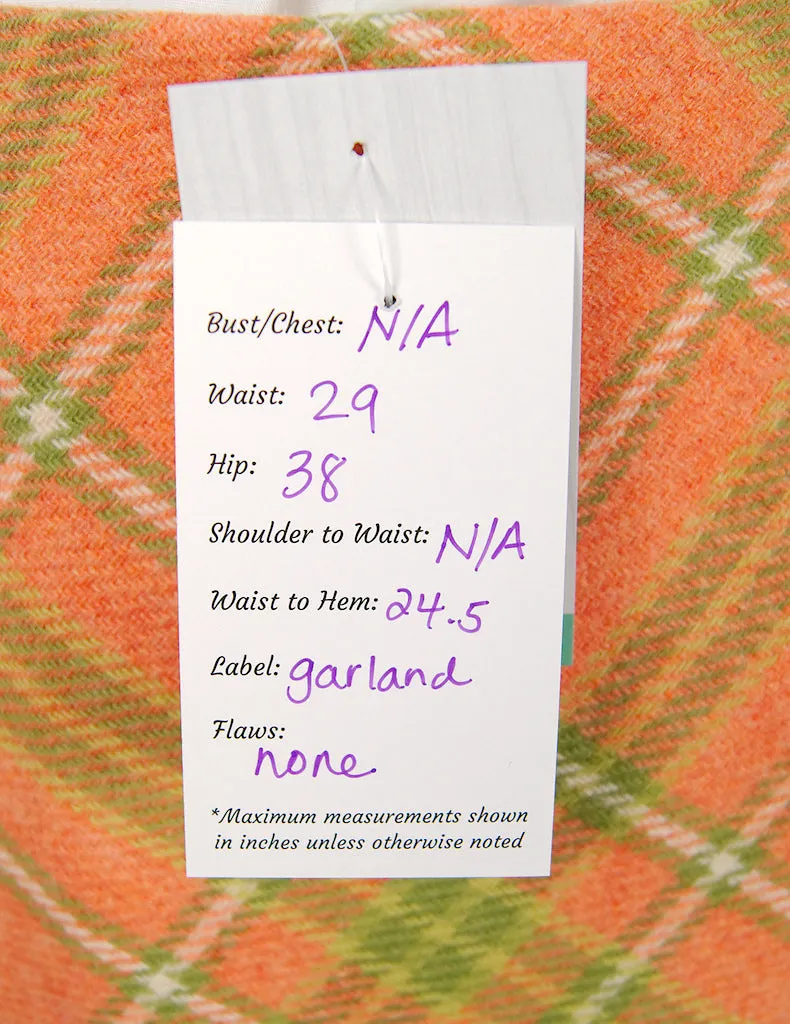 Bust/Chest: N/A
Waist: 29
Hip: 38
Shoulder to Waist: N/A
Waist to Hem: 24.5
Label: garland
Flaws:
none
*Maximum measurements shown
in inches unless otherwise noted